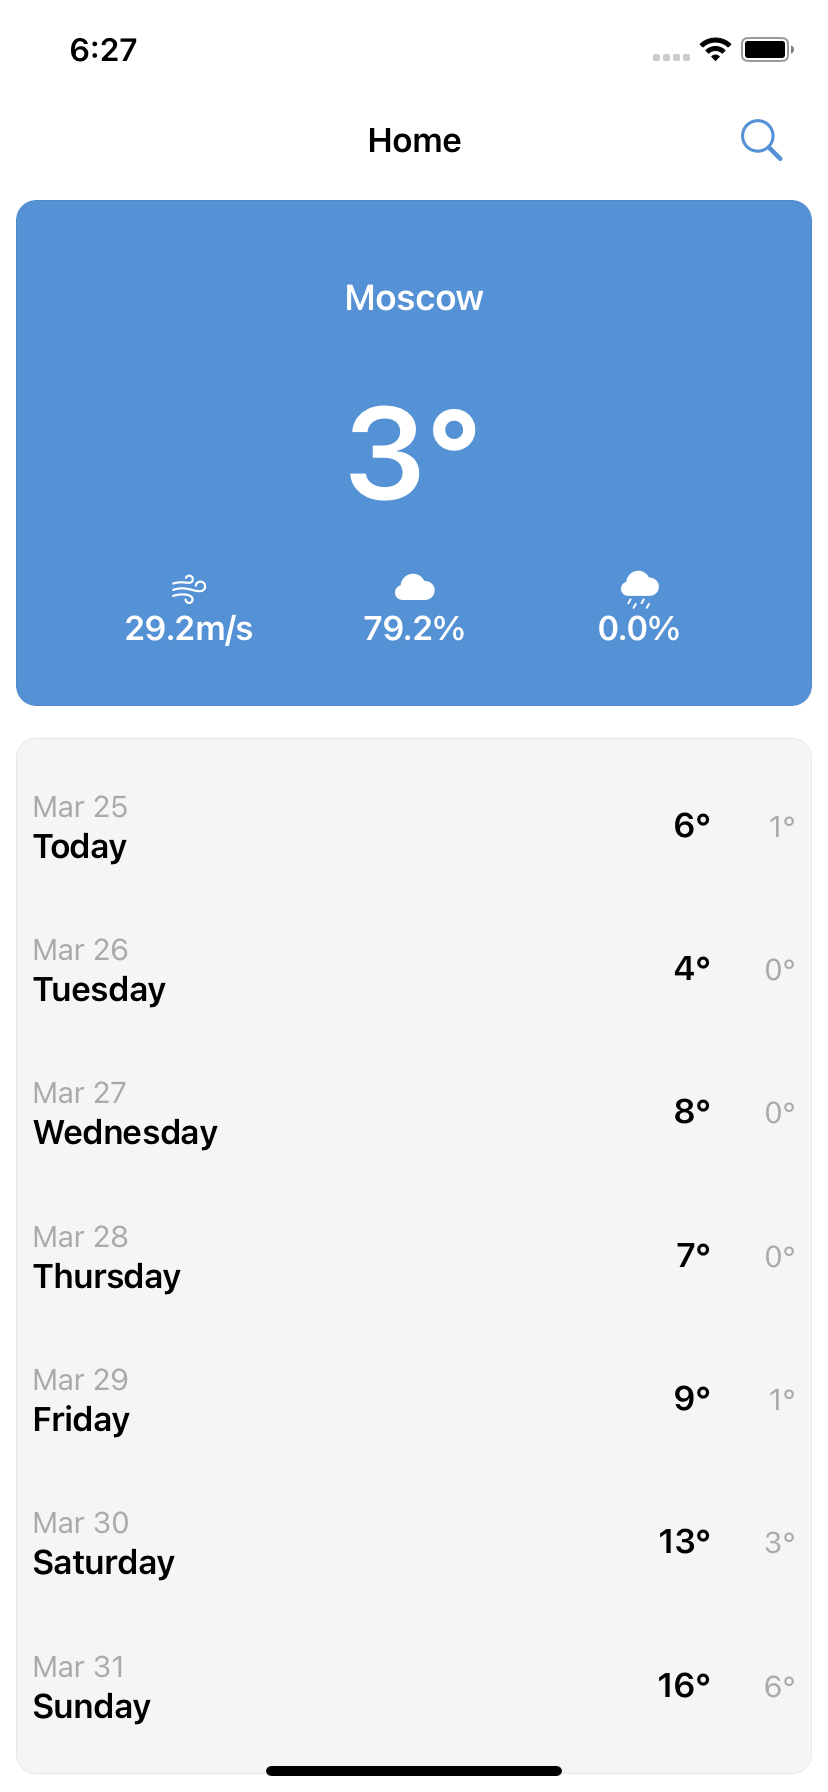 6:27
Home
Moscow
3°
29.2m/s 79.2% 0.0%
Mar 25
Today 6° 1°
Mar 26
Tuesday 4° 0°
Mar 27
Wednesday 8° 0°
Mar 28
Thursday 7° 0°
Mar 29
Friday 9° 1°
Mar 30
Saturday 13° 3°
Mar 31
Sunday 16° 6°